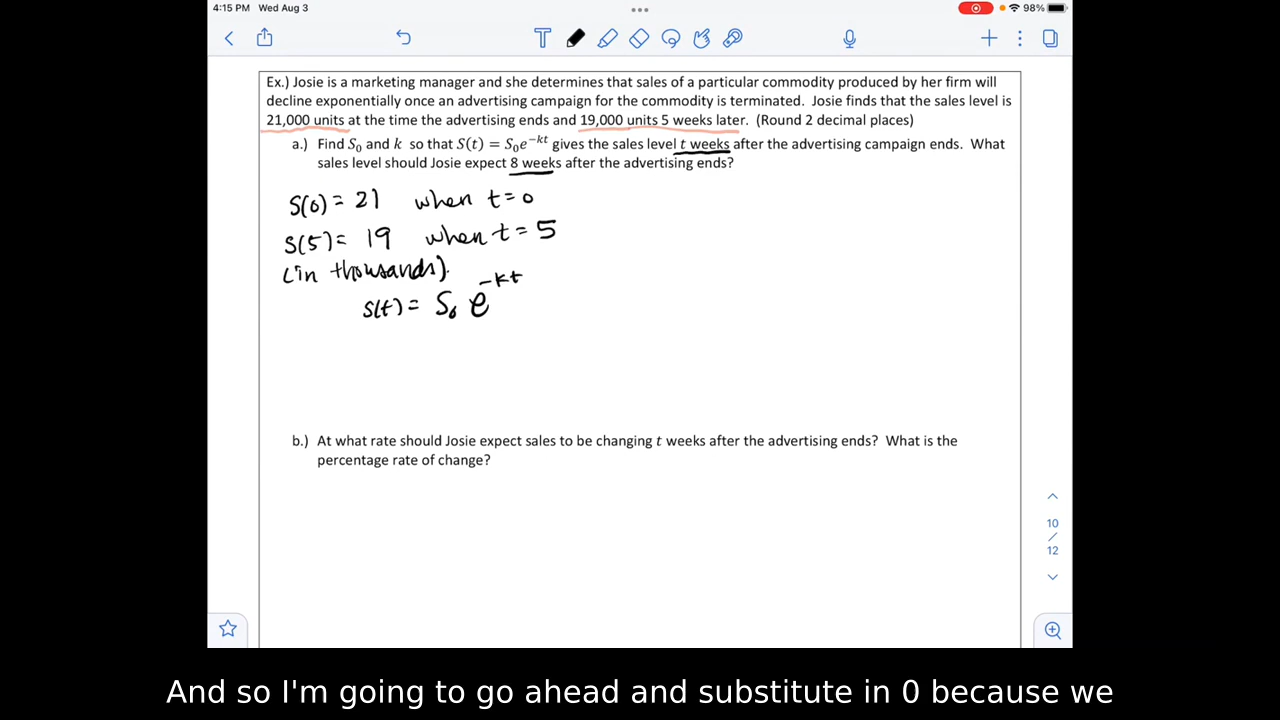 4:15 PM Wed Aug 3
98%
Ex.) Josie is a marketing manager and she determines that sales of a particular commodity produced by her firm will
decline exponentially once an advertising campaign for the commodity is terminated. Josie finds that the sales level is
21,000 units at the time the advertising ends and 19,000 units 5 weeks later. (Round 2 decimal places)
a.) Find S₀ and k so that S(t) = S₀e^{−kt} gives the sales level t weeks after the advertising campaign ends. What
sales level should Josie expect 8 weeks after the advertising ends?
S(0) = 21 when t = 0
S(5) = 19 when t = 5
(in thousands).
S(t) = S₀ e^{−kt}
b.) At what rate should Josie expect sales to be changing t weeks after the advertising ends? What is the
percentage rate of change?
10
/
12
And so I'm going to go ahead and substitute in 0 because we